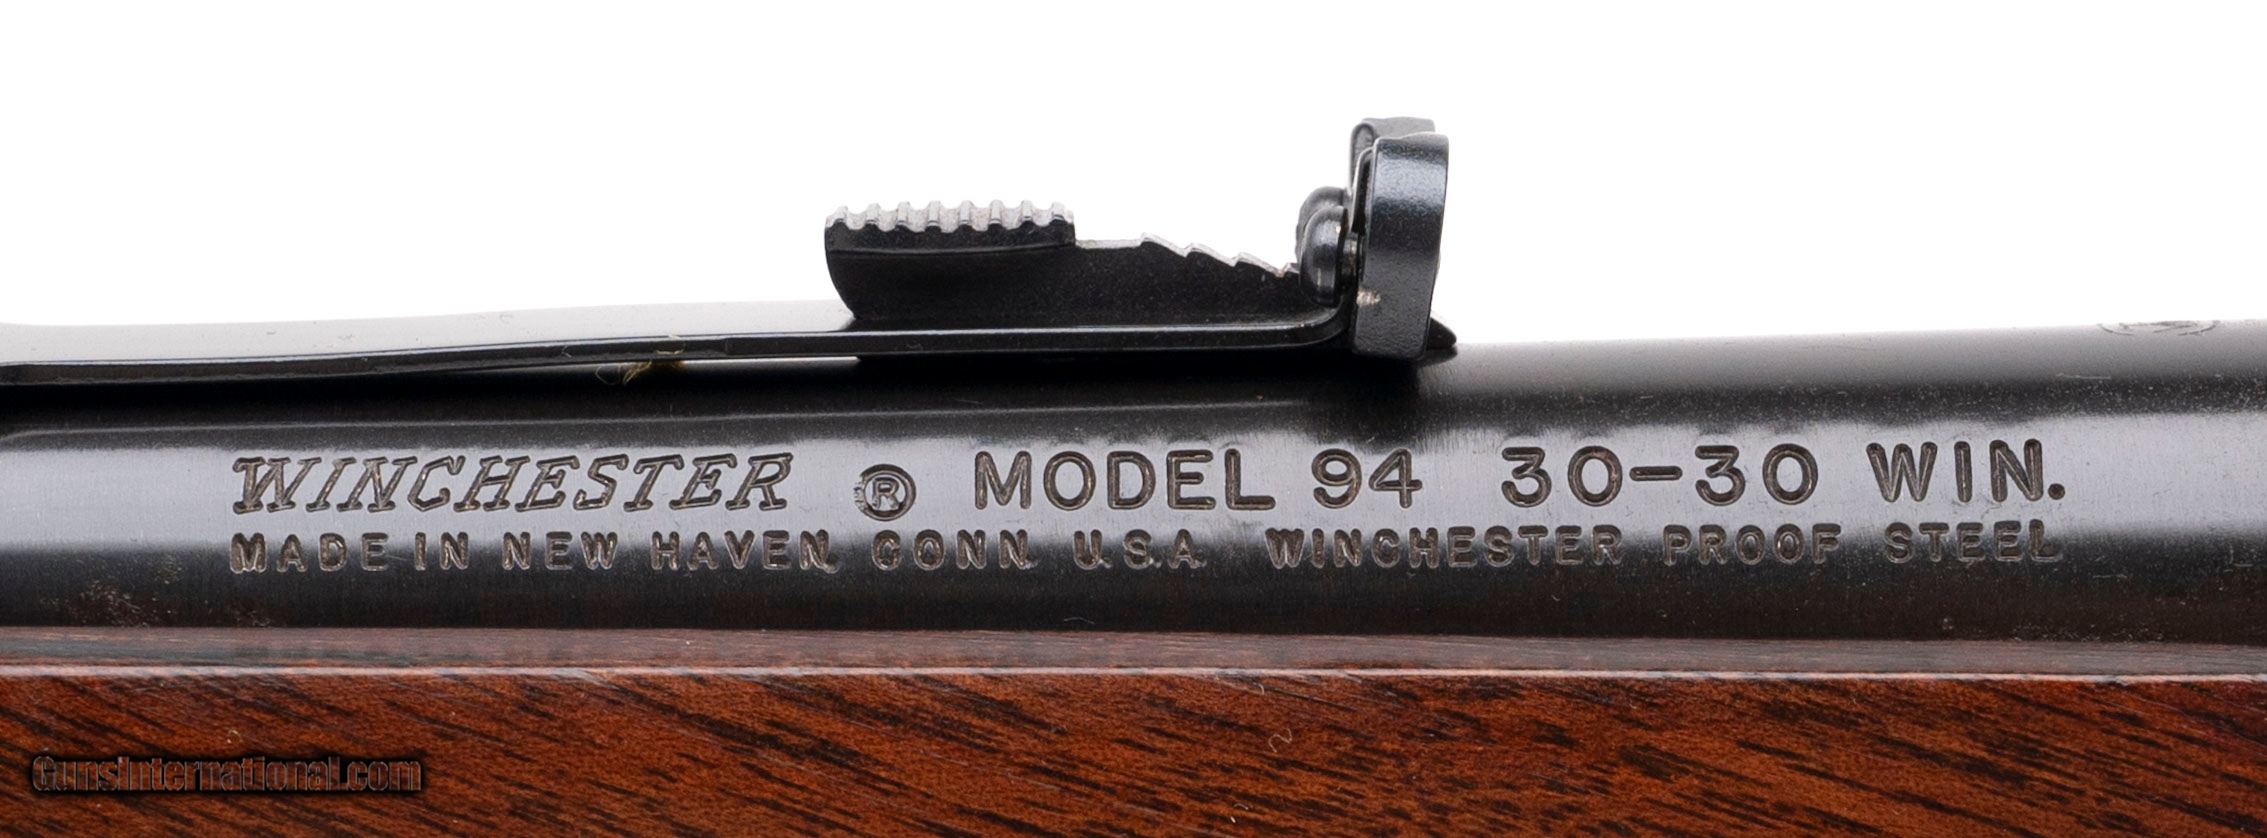 WINCHESTER ® MODEL 94 30-30 WIN.
MADE IN NEW HAVEN, CONN. U.S.A. WINCHESTER PROOF STEEL
GunsInternational.com